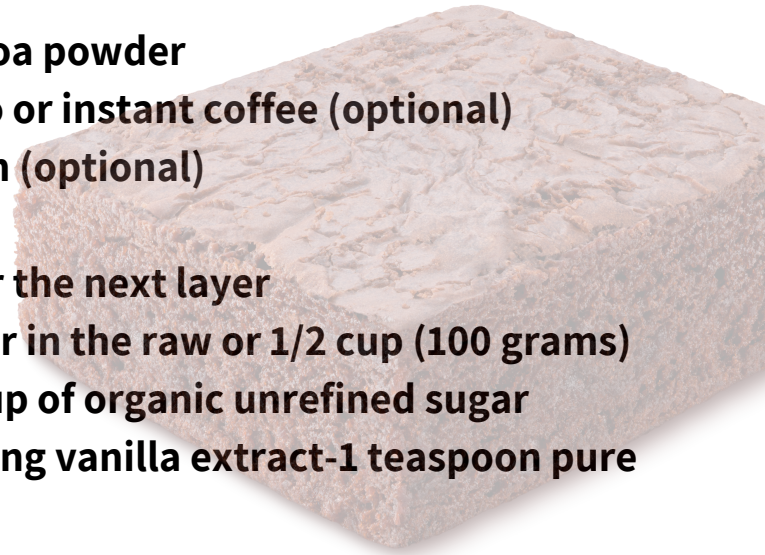 oa powder
o or instant coffee (optional)
n (optional)
r the next layer
r in the raw or 1/2 cup (100 grams)
up of organic unrefined sugar
ng vanilla extract-1 teaspoon pure